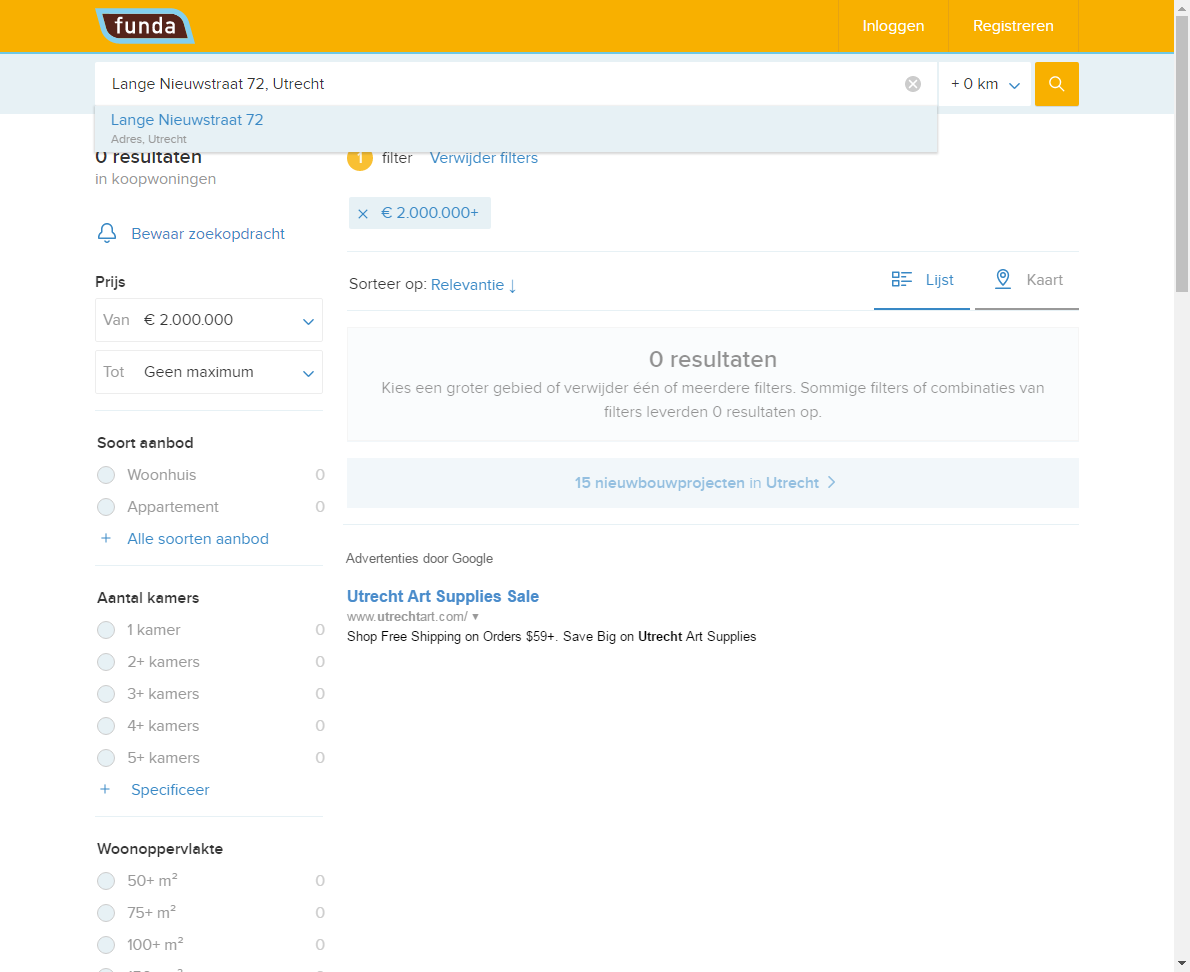 funda
Inloggen
Registreren
Lange Nieuwstraat 72, Utrecht
+ 0 km
Lange Nieuwstraat 72
Adres, Utrecht
0 resultaten
in koopwoningen
1 filter Verwijder filters
€ 2.000.000+
Bewaar zoekopdracht
Sorteer op: Relevantie ↓
Lijst
Kaart
Prijs
Van € 2.000.000
Tot Geen maximum
0 resultaten
Kies een groter gebied of verwijder één of meerdere filters. Sommige filters of combinaties van
filters leverden 0 resultaten op.
15 nieuwbouwprojecten in Utrecht
Soort aanbod
Woonhuis 0
Appartement 0
+ Alle soorten aanbod
Aantal kamers
1 kamer 0
2+ kamers 0
3+ kamers 0
4+ kamers 0
5+ kamers 0
+ Specificeer
Woonoppervlakte
50+ m² 0
75+ m² 0
100+ m² 0
Advertenties door Google
Utrecht Art Supplies Sale
www.utrechtart.com/ ▼
Shop Free Shipping on Orders $59+. Save Big on Utrecht Art Supplies